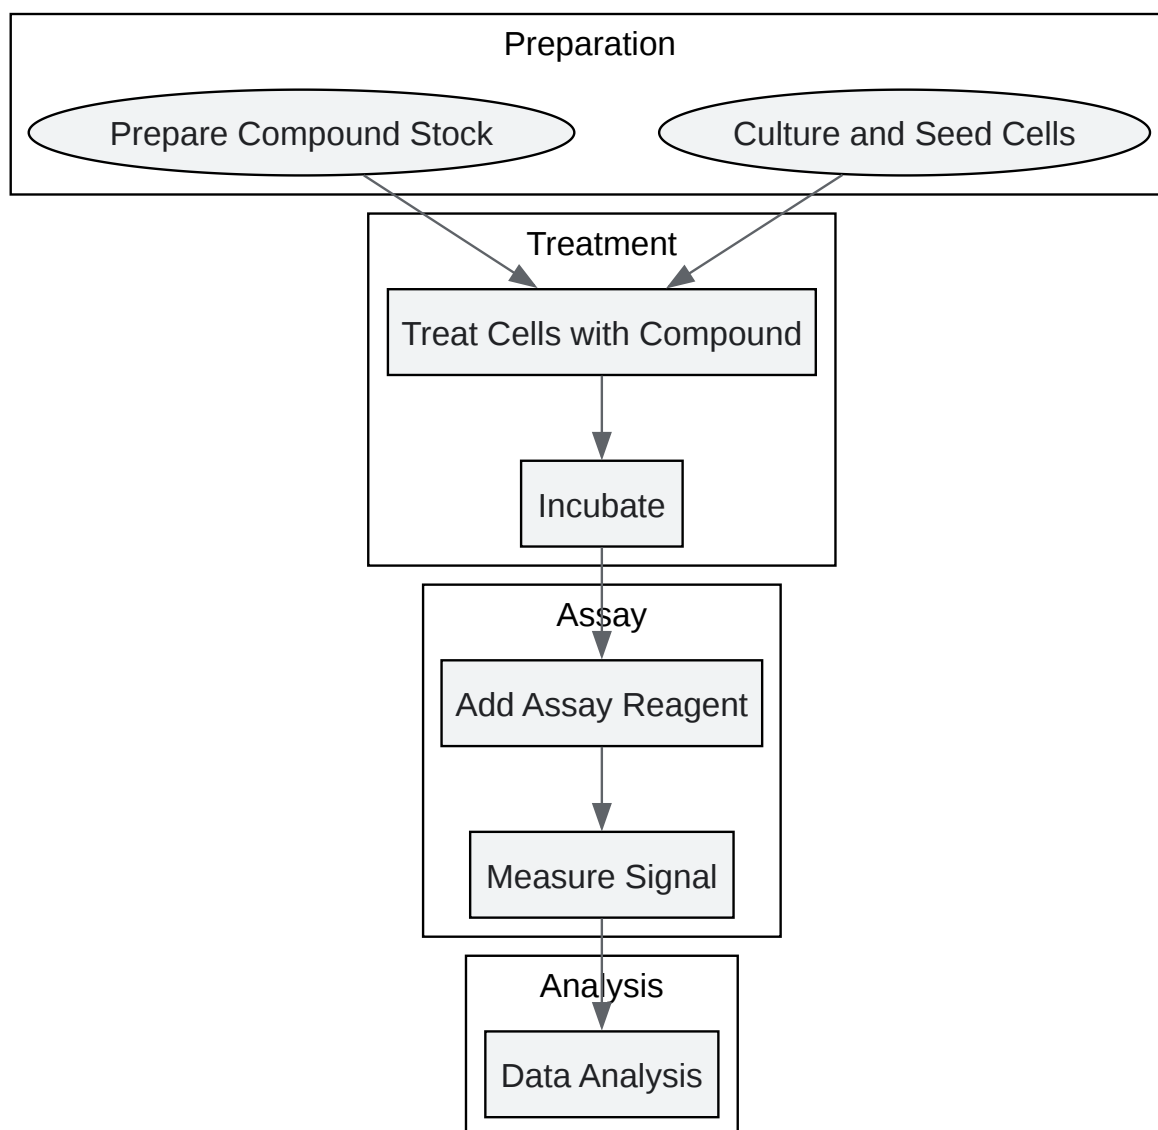 Preparation
Prepare Compound Stock
Culture and Seed Cells
Treatment
Treat Cells with Compound
Incubate
Assay
Add Assay Reagent
Measure Signal
Analysis
Data Analysis